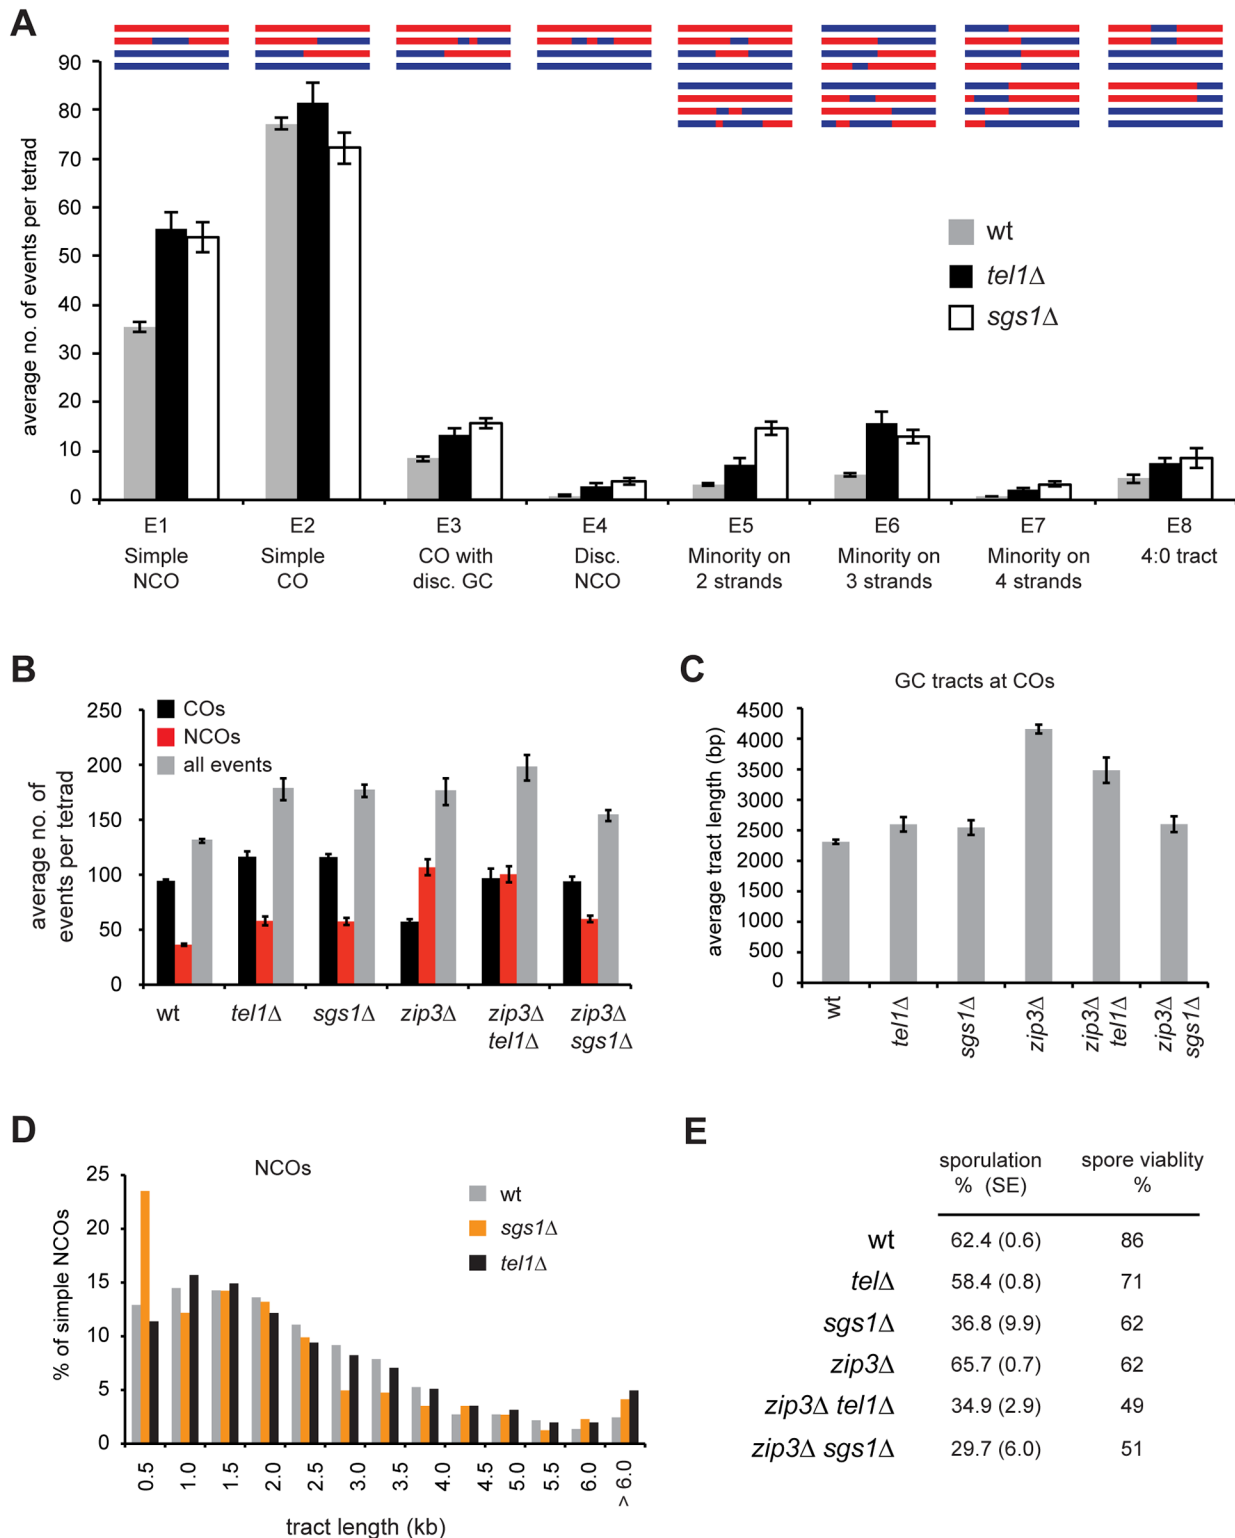 A
average no. of events per tetrad
90
80
70
60
50
40
30
20
10
0
wt
tel1Δ
sgs1Δ
E1 E2 E3 E4 E5 E6 E7 E8
Simple Simple CO with Disc. Minority on Minority on Minority on 4:0 tract
NCO CO disc. GC NCO 2 strands 3 strands 4 strands
B
average no. of
events per tetrad
250
200
150
100
50
0
COs
NCOs
all events
wt tel1Δ sgs1Δ zip3Δ zip3Δ zip3Δ
tel1Δ sgs1Δ
C
GC tracts at COs
average tract length (bp)
4500
4000
3500
3000
2500
2000
1500
1000
500
0
wt
tel1Δ
sgs1Δ
zip3Δ
zip3Δ
tel1Δ
zip3Δ
sgs1Δ
D
NCOs
% of simple NCOs
25
20
15
10
5
0
wt
sgs1Δ
tel1Δ
0.5 1.0 1.5 2.0 2.5 3.0 3.5 4.0 4.5 5.0 5.5 6.0 > 6.0
tract length (kb)
E
sporulation spore viablity
% (SE) %
wt 62.4 (0.6) 86
telΔ 58.4 (0.8) 71
sgs1Δ 36.8 (9.9) 62
zip3Δ 65.7 (0.7) 62
zip3Δ tel1Δ 34.9 (2.9) 49
zip3Δ sgs1Δ 29.7 (6.0) 51